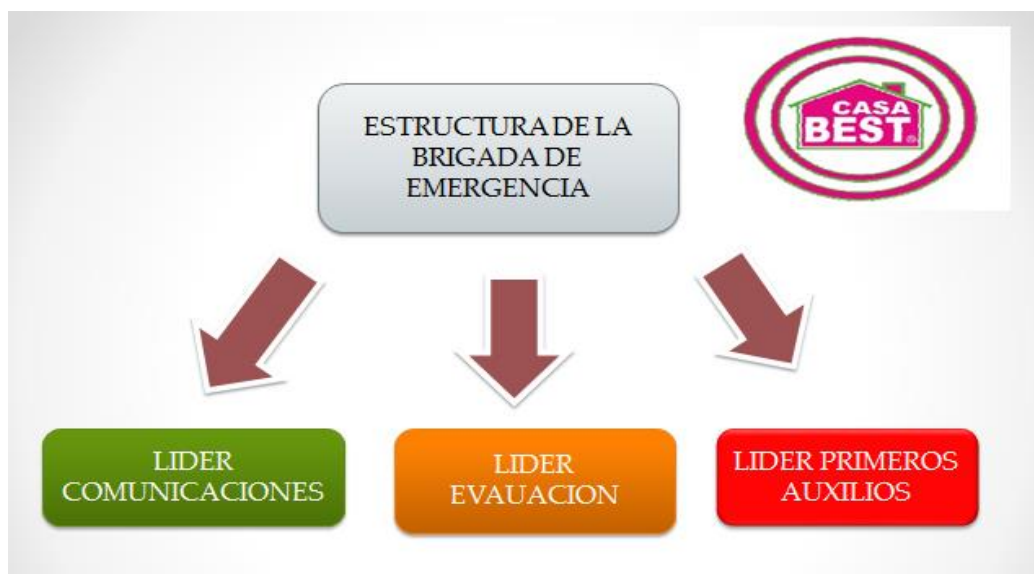 ESTRUCTURA DE LA
BRIGADA DE
EMERGENCIA
CASA
BEST
LIDER
COMUNICACIONES
LIDER
EVAUACION
LIDER PRIMEROS
AUXILIOS